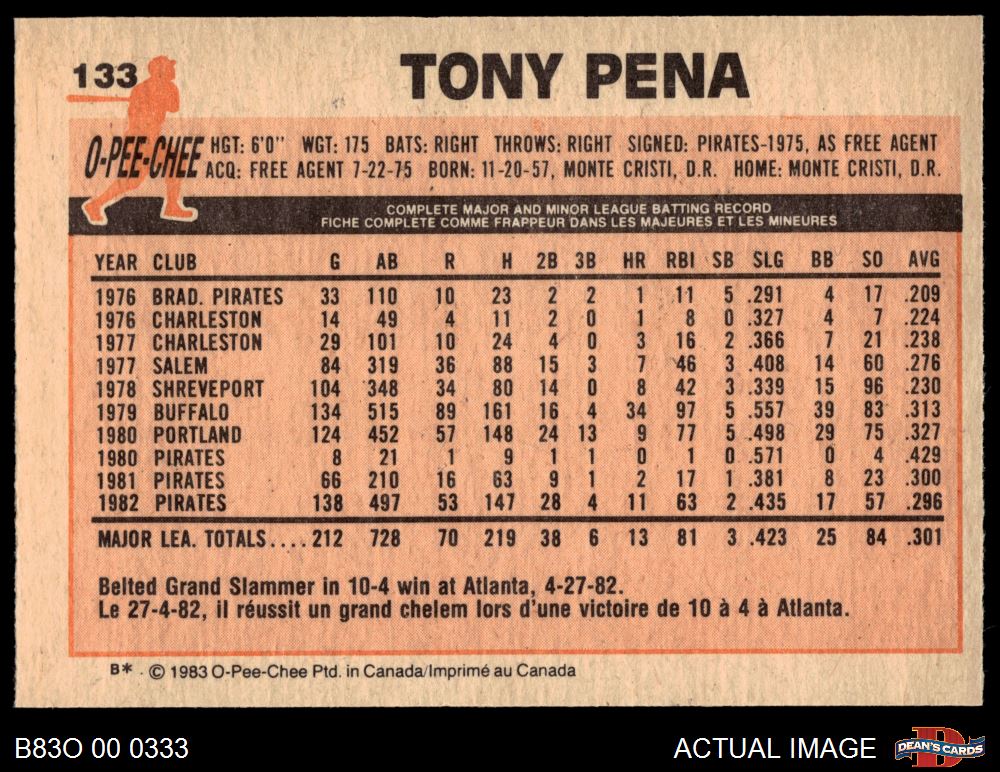 133
TONY PENA
O-PEE-CHEE
HGT: 6'0" WGT: 175 BATS: RIGHT THROWS: RIGHT SIGNED: PIRATES-1975, AS FREE AGENT
ACQ: FREE AGENT 7-22-75 BORN: 11-20-57, MONTE CRISTI, D.R. HOME: MONTE CRISTI, D.R.
COMPLETE MAJOR AND MINOR LEAGUE BATTING RECORD
FICHE COMPLETE COMME FRAPPEUR DANS LES MAJEURES ET LES MINEURES
YEAR CLUB G AB R H 2B 3B HR RBI SB SLG BB SO AVG
1976 BRAD. PIRATES 33 110 10 23 2 2 1 11 5 .291 4 17 .209
1976 CHARLESTON 14 49 4 11 2 0 1 8 0 .327 4 7 .224
1977 CHARLESTON 29 101 10 24 4 0 3 16 2 .366 7 21 .238
1977 SALEM 84 319 36 88 15 3 7 46 3 .408 14 60 .276
1978 SHREVEPORT 104 348 34 80 14 0 8 42 3 .339 15 96 .230
1979 BUFFALO 134 515 89 161 16 4 34 97 5 .557 39 83 .313
1980 PORTLAND 124 452 57 148 24 13 9 77 5 .498 29 75 .327
1980 PIRATES 8 21 1 9 1 1 0 1 0 .571 0 4 .429
1981 PIRATES 66 210 16 63 9 1 2 17 1 .381 8 23 .300
1982 PIRATES 138 497 53 147 28 4 11 63 2 .435 17 57 .296
MAJOR LEA. TOTALS.... 212 728 70 219 38 6 13 81 3 .423 25 84 .301
Belted Grand Slammer in 10-4 win at Atlanta, 4-27-82.
Le 27-4-82, il réussit un grand chelem lors d'une victoire de 10 à 4 à Atlanta.
B* · © 1983 O-Pee-Chee Ptd. in Canada/Imprimé au Canada
B83O 00 0333
ACTUAL IMAGE
D
DEAN'S CARDS